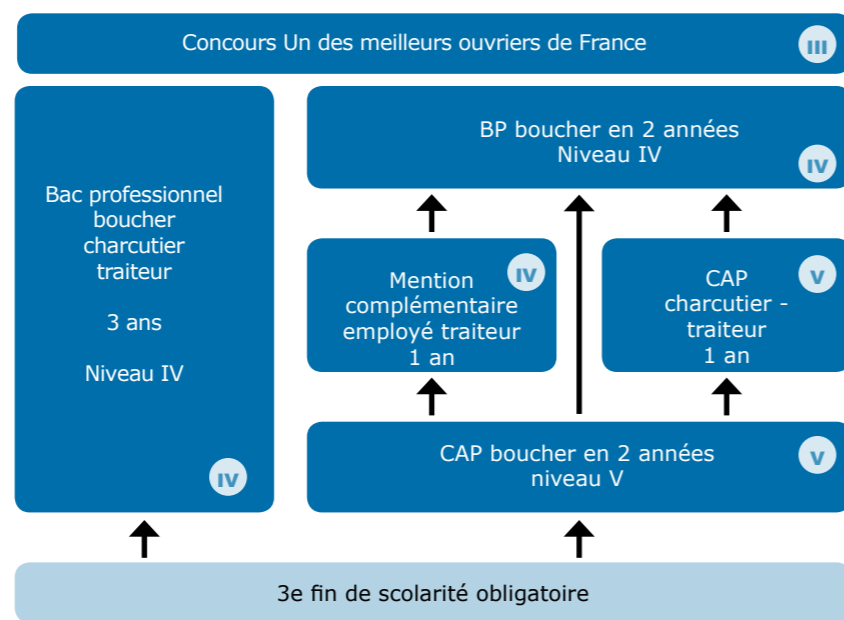 Concours Un des meilleurs ouvriers de France
III
Bac professionnel
boucher
charcutier
traiteur
3 ans
Niveau IV
IV
BP boucher en 2 années
Niveau IV
IV
Mention
complémentaire
employé traiteur
1 an
IV
CAP
charcutier -
traiteur
1 an
V
CAP boucher en 2 années
niveau V
V
3e fin de scolarité obligatoire